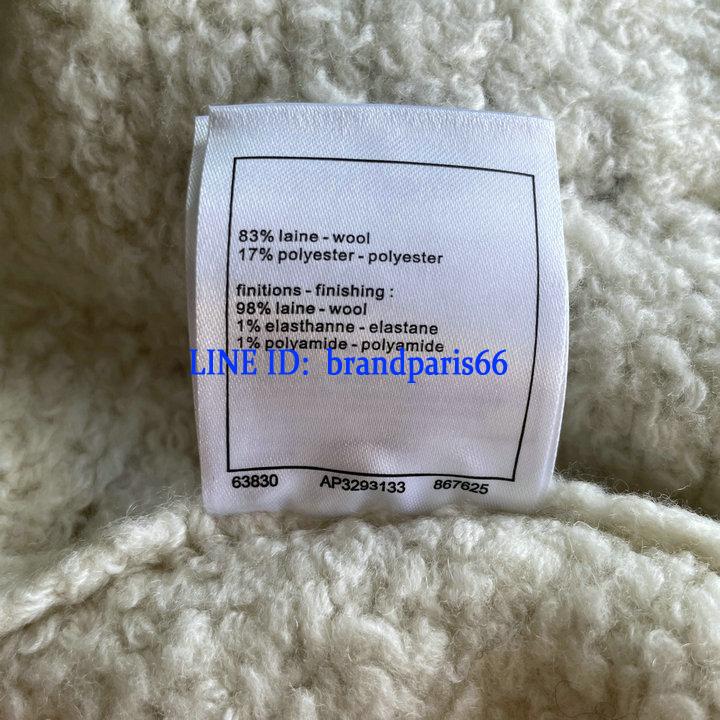 83% laine - wool
17% polyester - polyester
finitions - finishing :
98% laine - wool
1% elasthanne - elastane
1% polyamide - polyamide
LINE ID: brandparis66
63830 AP3293133 867625